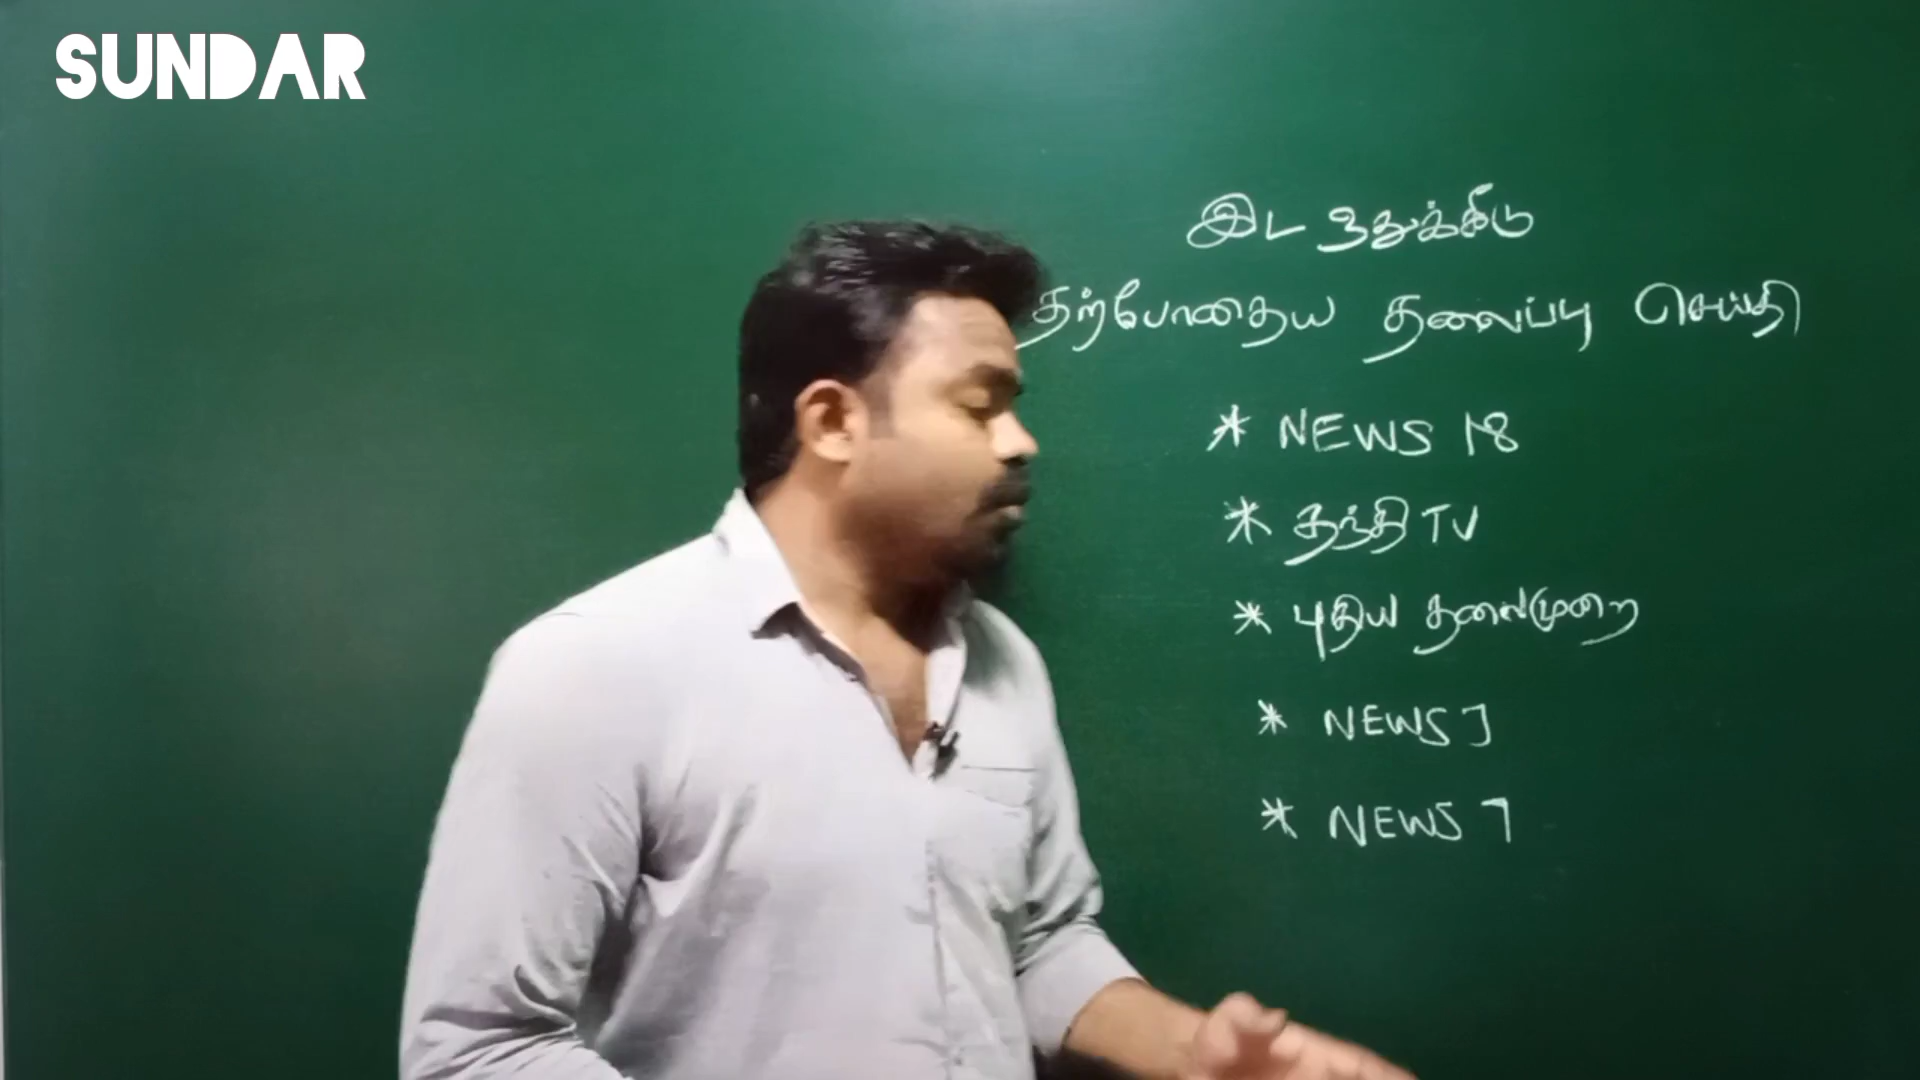 SUNDAR
இட ஒதுக்கீடு
தற்போதைய தலைப்பு செய்தி
* NEWS 18
* தந்தி TV
* புதிய தலைமுறை
* NEWS J
* NEWS 7